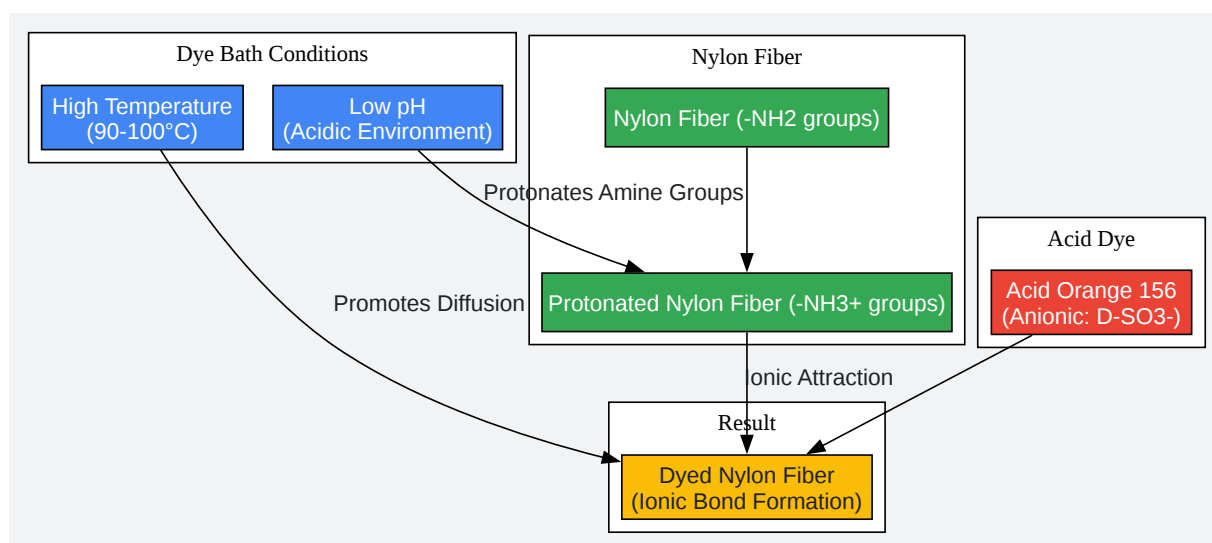 Dye Bath Conditions
High Temperature
(90-100°C)
Low pH
(Acidic Environment)
Nylon Fiber
Nylon Fiber (-NH2 groups)
Protonates Amine Groups
Acid Dye
Acid Orange 156
(Anionic: D-SO3-)
Promotes Diffusion
Protonated Nylon Fiber (-NH3+ groups)
Ionic Attraction
Result
Dyed Nylon Fiber
(Ionic Bond Formation)